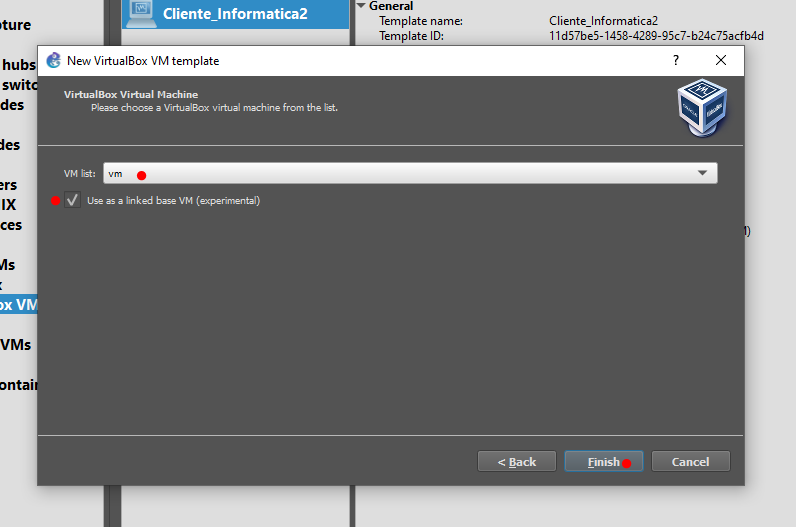 Cliente_Informatica2
General
Template name: Cliente_Informatica2
Template ID: 11d57be5-1458-4289-95c7-b24c75acfb4d
pture
hubs
switc
des
des
ers
IX
ces
Ms
x
ox VM
VMs
ontain
New VirtualBox VM template
?
VirtualBox Virtual Machine
Please choose a VirtualBox virtual machine from the list.
VM list: vm
Use as a linked base VM (experimental)
< Back Finish Cancel